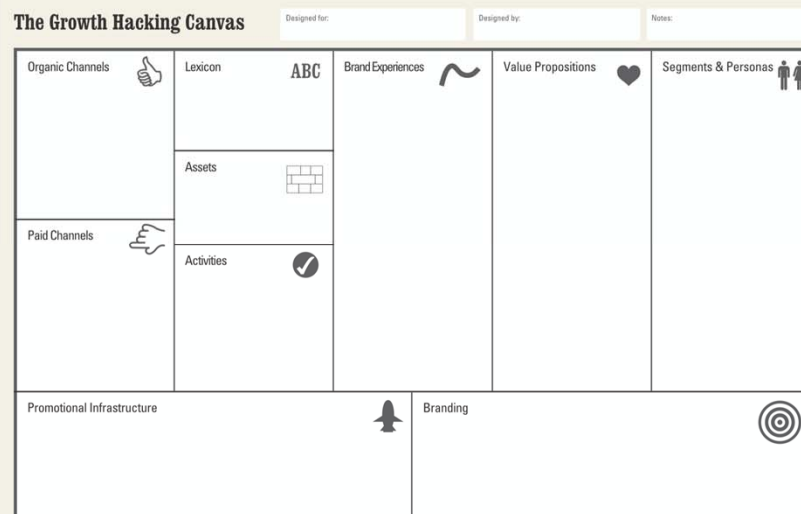 The Growth Hacking Canvas
Designed for:
Designed by:
Notes:
Organic Channels
Lexicon
ABC
Brand Experiences
Value Propositions
Segments & Personas
Assets
Paid Channels
Activities
Promotional Infrastructure
Branding